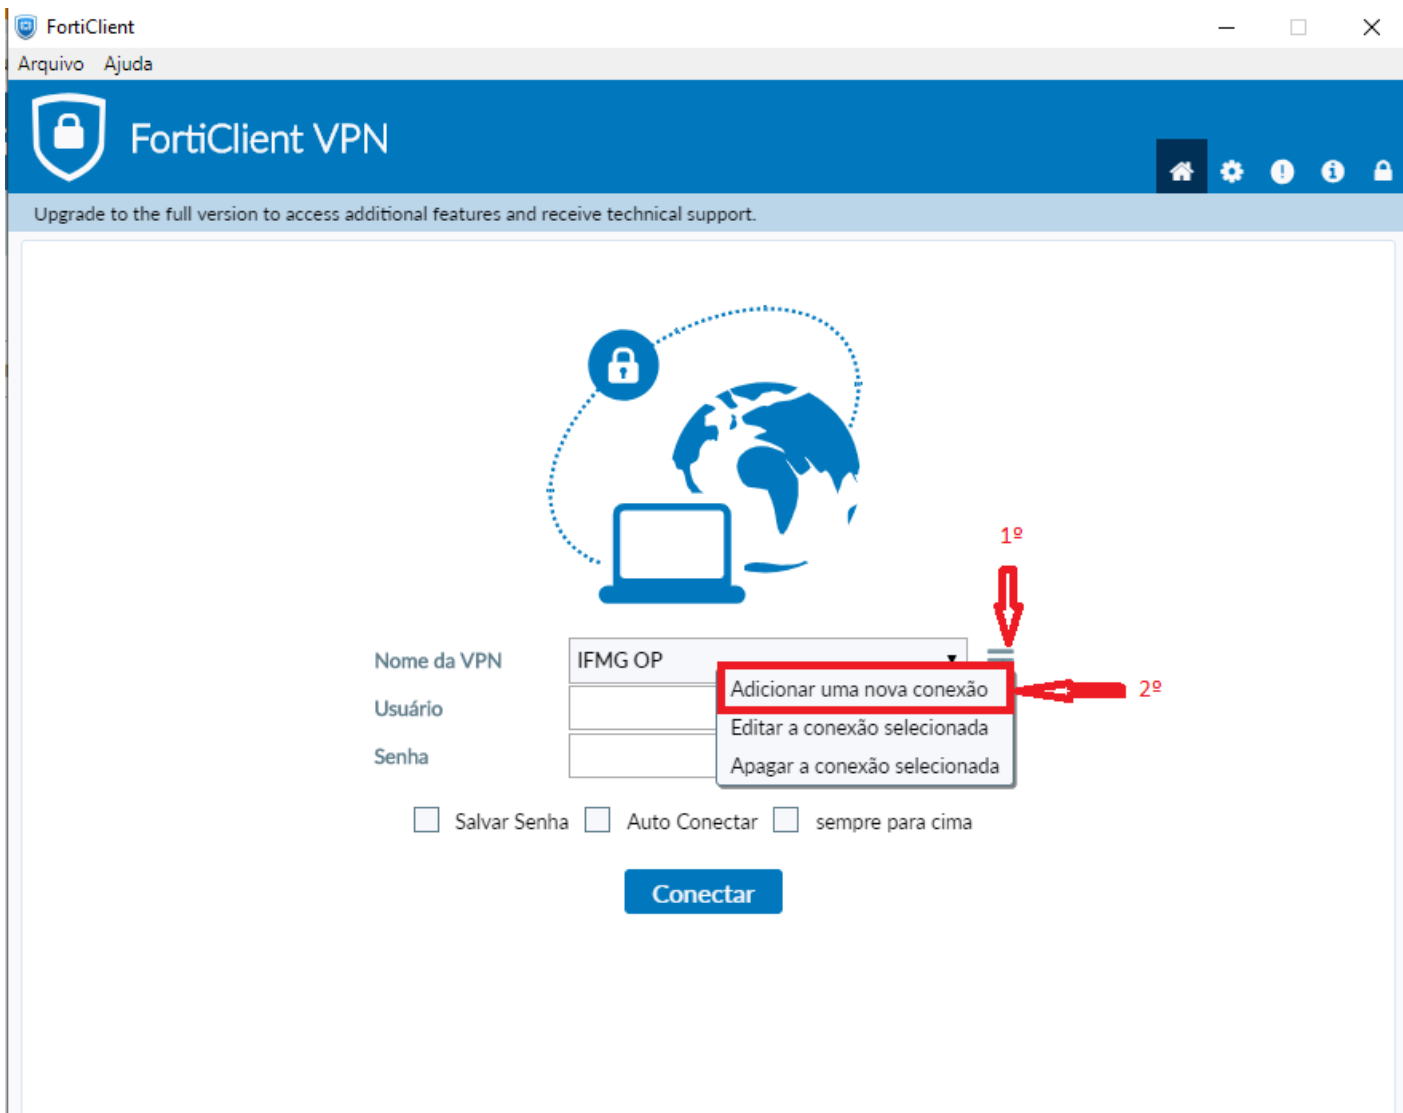 FortiClient
Arquivo Ajuda
FortiClient VPN
Upgrade to the full version to access additional features and receive technical support.
1º
Nome da VPN IFMG OP
Adicionar uma nova conexão 2º
Usuário
Editar a conexão selecionada
Senha
Apagar a conexão selecionada
Salvar Senha Auto Conectar sempre para cima
Conectar